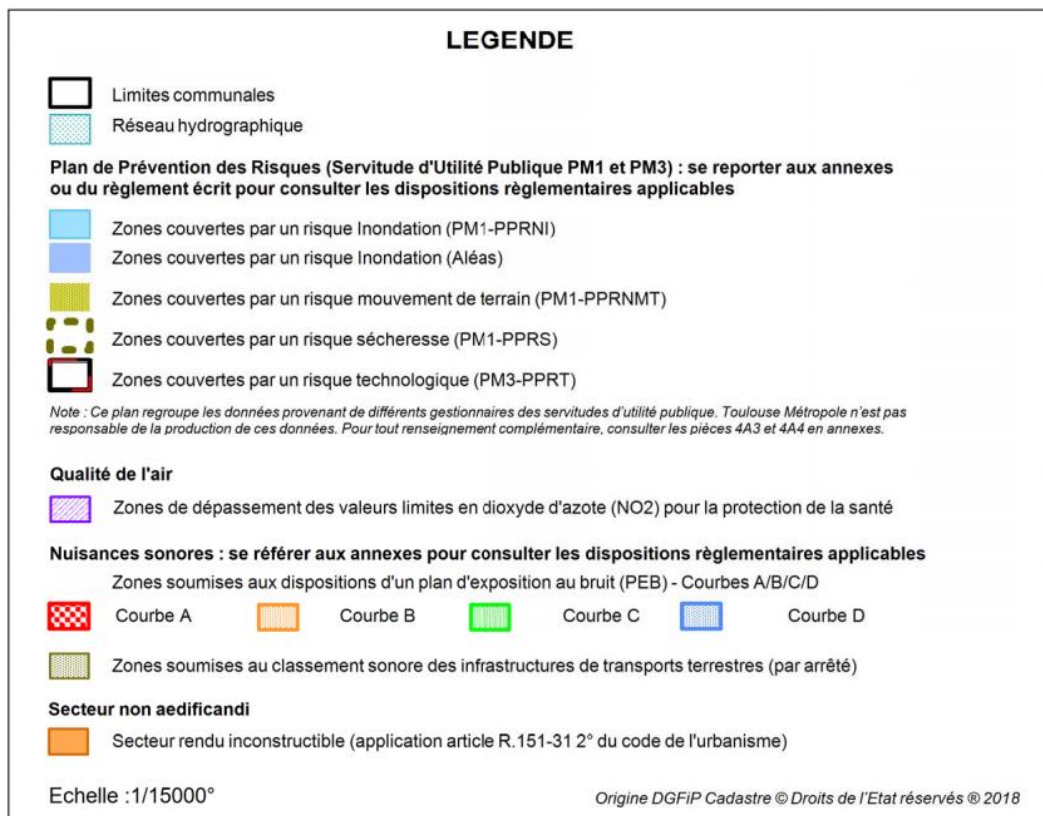 LEGENDE
Limites communales
Réseau hydrographique
Plan de Prévention des Risques (Servitude d'Utilité Publique PM1 et PM3) : se reporter aux annexes
ou du règlement écrit pour consulter les dispositions règlementaires applicables
Zones couvertes par un risque Inondation (PM1-PPRNI)
Zones couvertes par un risque Inondation (Aléas)
Zones couvertes par un risque mouvement de terrain (PM1-PPRNMT)
Zones couvertes par un risque sécheresse (PM1-PPRS)
Zones couvertes par un risque technologique (PM3-PPRT)
Note : Ce plan regroupe les données provenant de différents gestionnaires des servitudes d'utilité publique. Toulouse Métropole n'est pas
responsable de la production de ces données. Pour tout renseignement complémentaire, consulter les pièces 4A3 et 4A4 en annexes.
Qualité de l'air
Zones de dépassement des valeurs limites en dioxyde d'azote (NO2) pour la protection de la santé
Nuisances sonores : se référer aux annexes pour consulter les dispositions règlementaires applicables
Zones soumises aux dispositions d'un plan d'exposition au bruit (PEB) - Courbes A/B/C/D
Courbe A Courbe B Courbe C Courbe D
Zones soumises au classement sonore des infrastructures de transports terrestres (par arrêté)
Secteur non aedificandi
Secteur rendu inconstructible (application article R.151-31 2° du code de l'urbanisme)
Echelle :1/15000° Origine DGFiP Cadastre © Droits de l'Etat réservés ® 2018